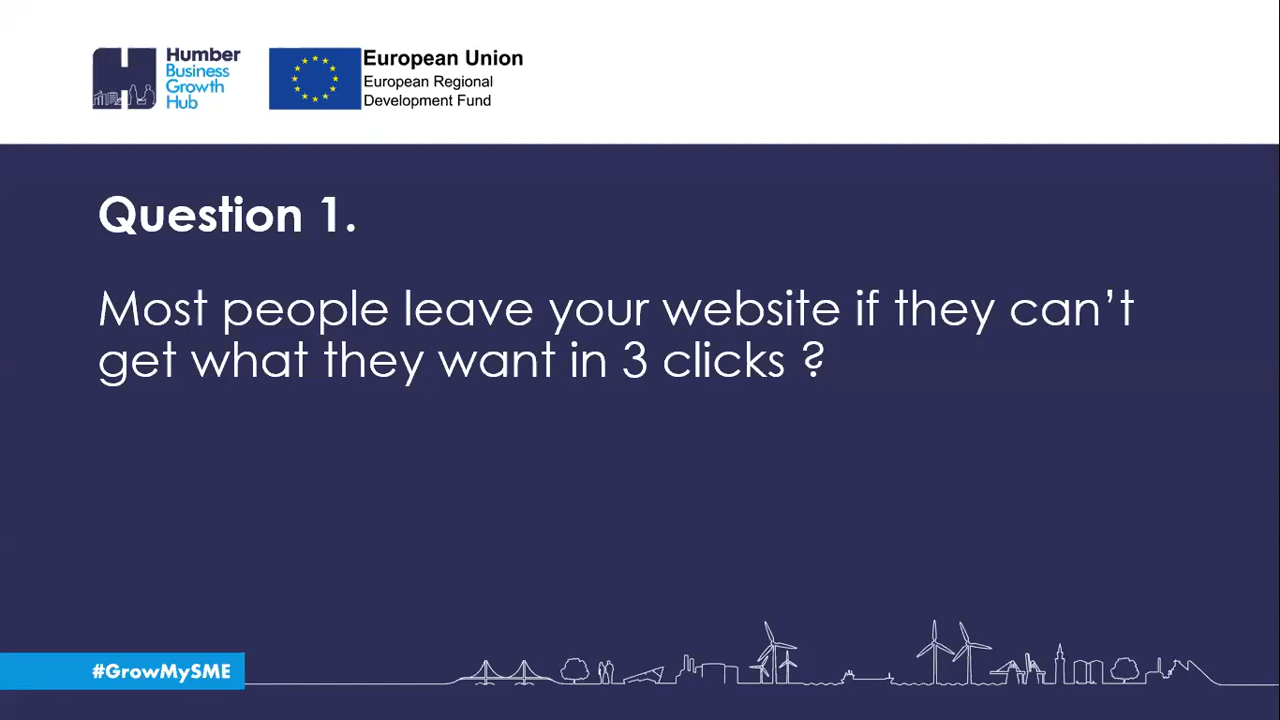 Humber
Business
Growth
Hub
European Union
European Regional
Development Fund
Question 1.
Most people leave your website if they can’t
get what they want in 3 clicks ?
#GrowMySME